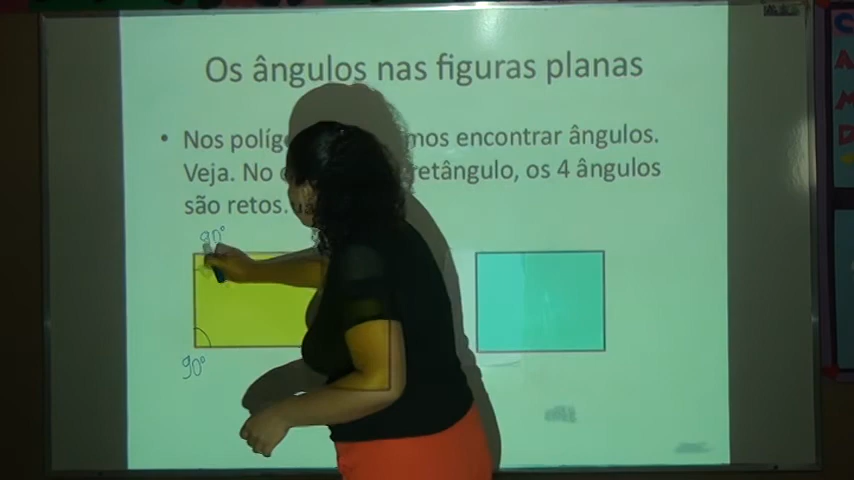 Os ângulos nas figuras planas
• Nos políg mos encontrar ângulos.
Veja. No retângulo, os 4 ângulos
são retos.
90°
90°
C
A
M
D